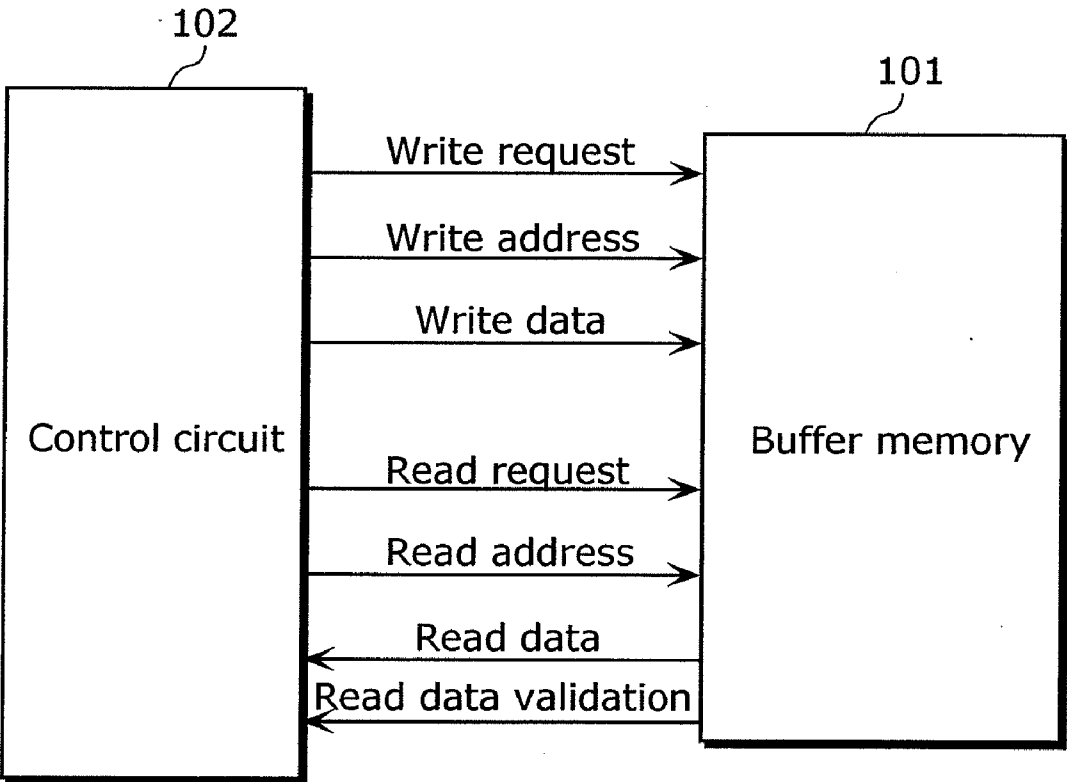 102
101
Write request
Write address
Write data
Control circuit
Buffer memory
Read request
Read address
Read data
Read data validation